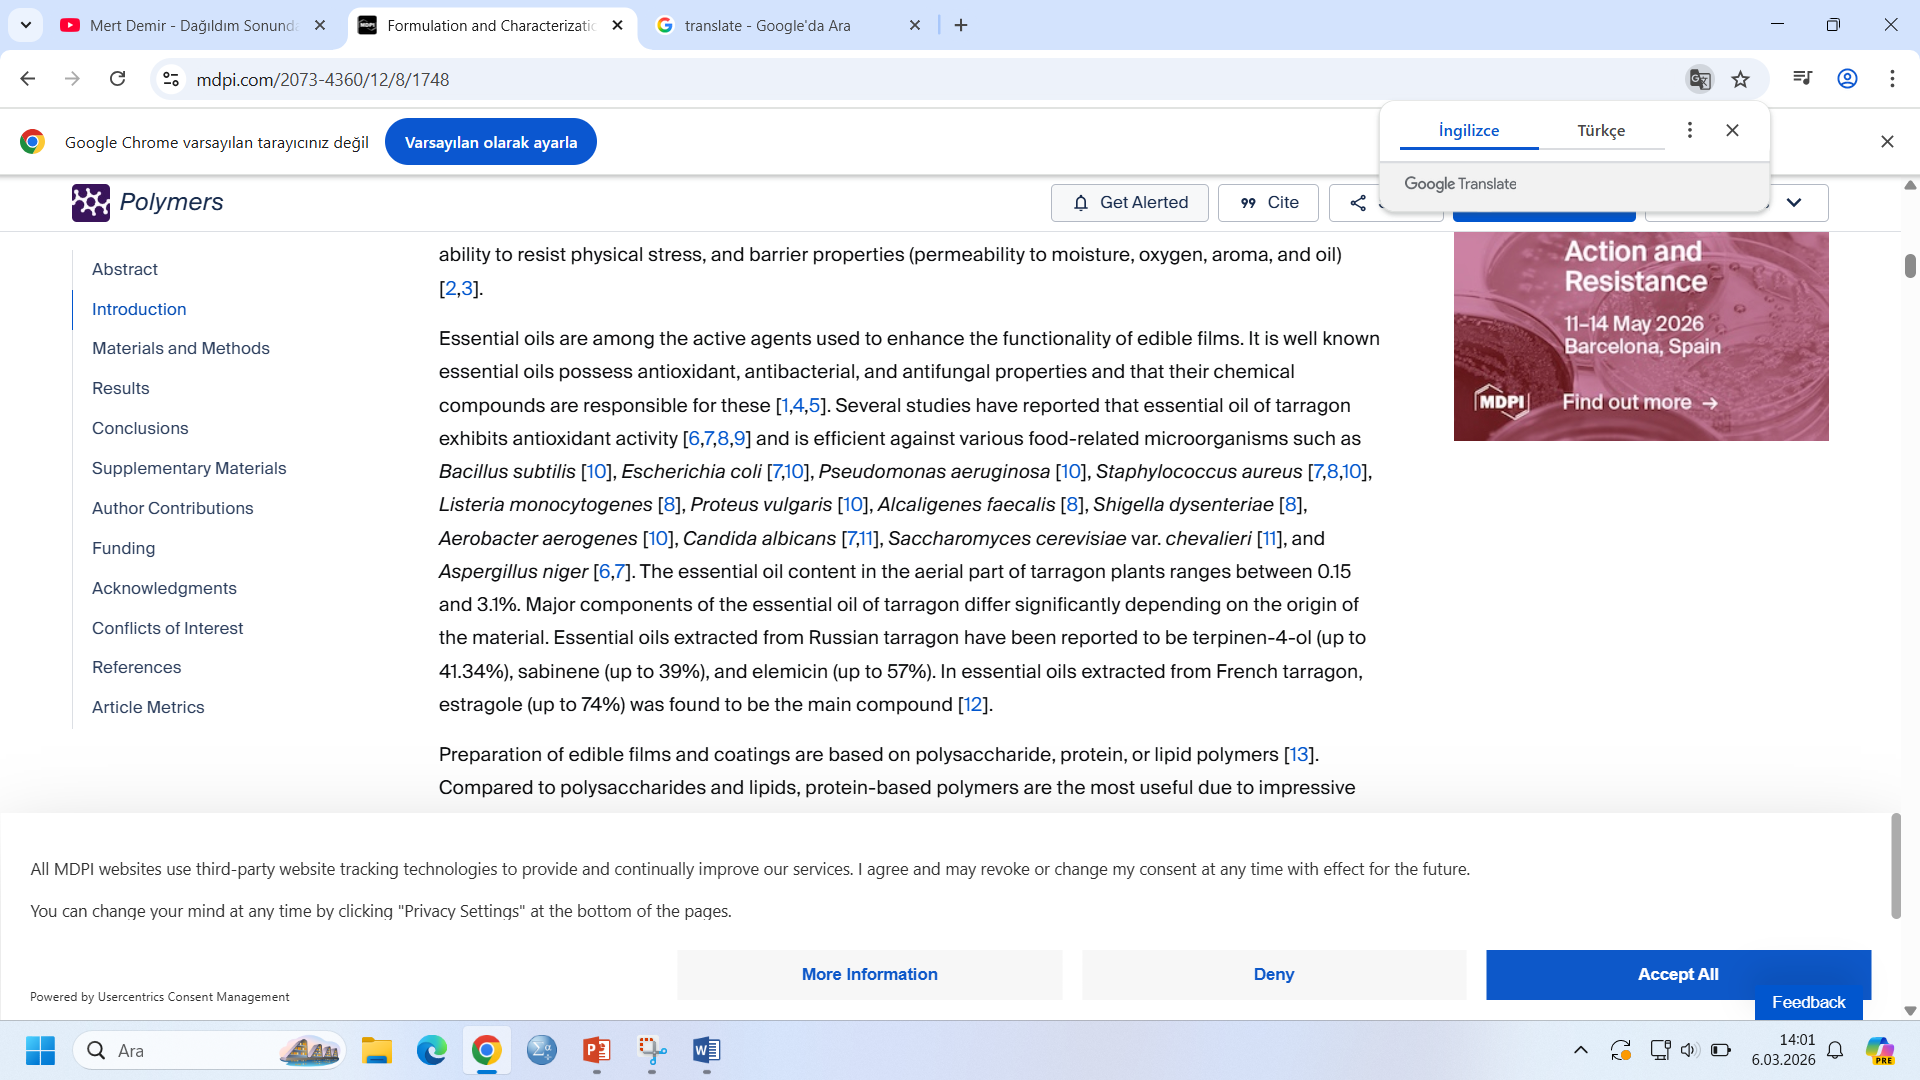 Mert Demir - Dağıldım Sonunda
Formulation and Characterizatio
translate - Google'da Ara
mdpi.com/2073-4360/12/8/1748
Google Chrome varsayılan tarayıcınız değil
Varsayılan olarak ayarla
İngilizce
Türkçe
Google Translate
Polymers
Get Alerted
Cite
Abstract
Introduction
Materials and Methods
Results
Conclusions
Supplementary Materials
Author Contributions
Funding
Acknowledgments
Conflicts of Interest
References
Article Metrics
ability to resist physical stress, and barrier properties (permeability to moisture, oxygen, aroma, and oil)
[2,3].
Essential oils are among the active agents used to enhance the functionality of edible films. It is well known
essential oils possess antioxidant, antibacterial, and antifungal properties and that their chemical
compounds are responsible for these [1,4,5]. Several studies have reported that essential oil of tarragon
exhibits antioxidant activity [6,7,8,9] and is efficient against various food-related microorganisms such as
Bacillus subtilis [10], Escherichia coli [7,10], Pseudomonas aeruginosa [10], Staphylococcus aureus [7,8,10],
Listeria monocytogenes [8], Proteus vulgaris [10], Alcaligenes faecalis [8], Shigella dysenteriae [8],
Aerobacter aerogenes [10], Candida albicans [7,11], Saccharomyces cerevisiae var. chevalieri [11], and
Aspergillus niger [6,7]. The essential oil content in the aerial part of tarragon plants ranges between 0.15
and 3.1%. Major components of the essential oil of tarragon differ significantly depending on the origin of
the material. Essential oils extracted from Russian tarragon have been reported to be terpinen-4-ol (up to
41.34%), sabinene (up to 39%), and elemicin (up to 57%). In essential oils extracted from French tarragon,
estragole (up to 74%) was found to be the main compound [12].
Preparation of edible films and coatings are based on polysaccharide, protein, or lipid polymers [13].
Compared to polysaccharides and lipids, protein-based polymers are the most useful due to impressive
Action and
Resistance
11–14 May 2026
Barcelona, Spain
MDPI
Find out more →
All MDPI websites use third-party website tracking technologies to provide and continually improve our services. I agree and may revoke or change my consent at any time with effect for the future.
You can change your mind at any time by clicking "Privacy Settings" at the bottom of the pages.
More Information
Deny
Accept All
Powered by Usercentrics Consent Management
Feedback
Ara
14:01
6.03.2026
PRE